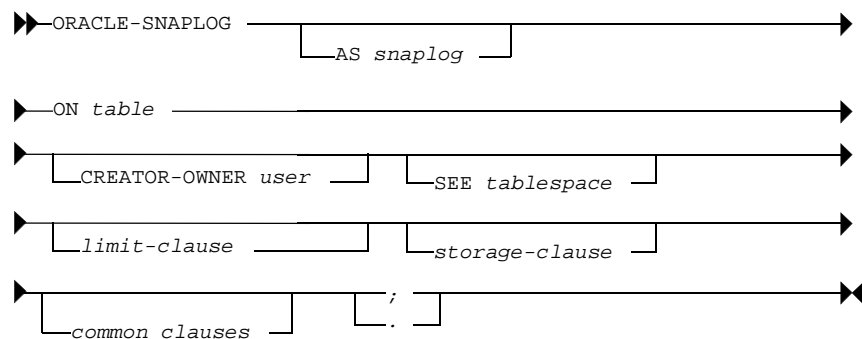 ORACLE-SNAPLOG
AS snaplog
ON table
CREATOR-OWNER user
SEE tablespace
limit-clause
storage-clause
;
common clauses
.